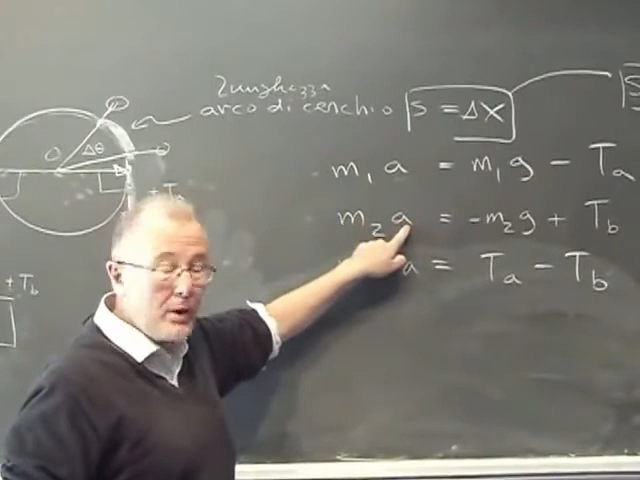 lunghezza
arco di cerchio
S = Δx
O
Δθ
m₁ a = m₁ g - Tₐ
m₂ a = - m₂ g + T_b
a = Tₐ - T_b
+ T_b